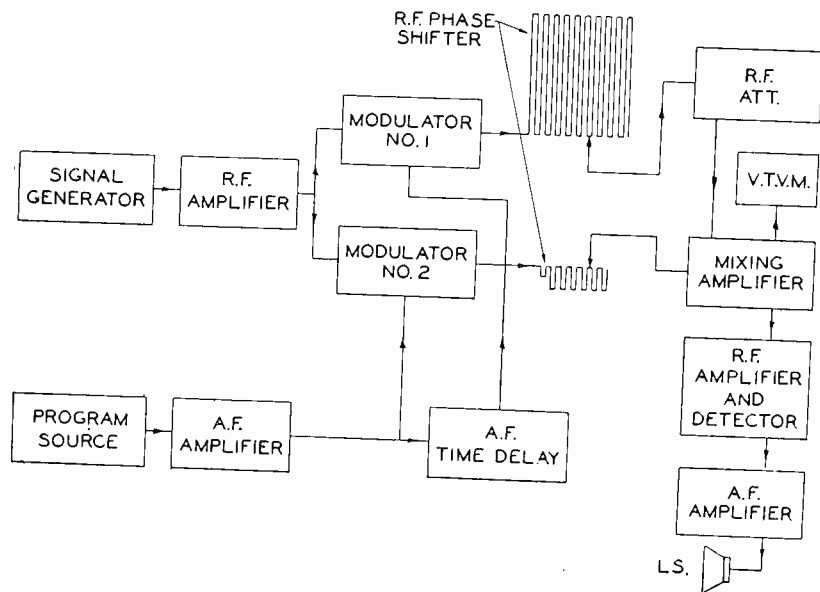 R.F. PHASE
SHIFTER
R.F.
ATT.
MODULATOR
NO. 1
SIGNAL
GENERATOR
R.F.
AMPLIFIER
V.T.V.M.
MODULATOR
NO. 2
MIXING
AMPLIFIER
R.F.
AMPLIFIER
AND
DETECTOR
PROGRAM
SOURCE
A.F.
AMPLIFIER
A.F.
TIME DELAY
A.F.
AMPLIFIER
L.S.